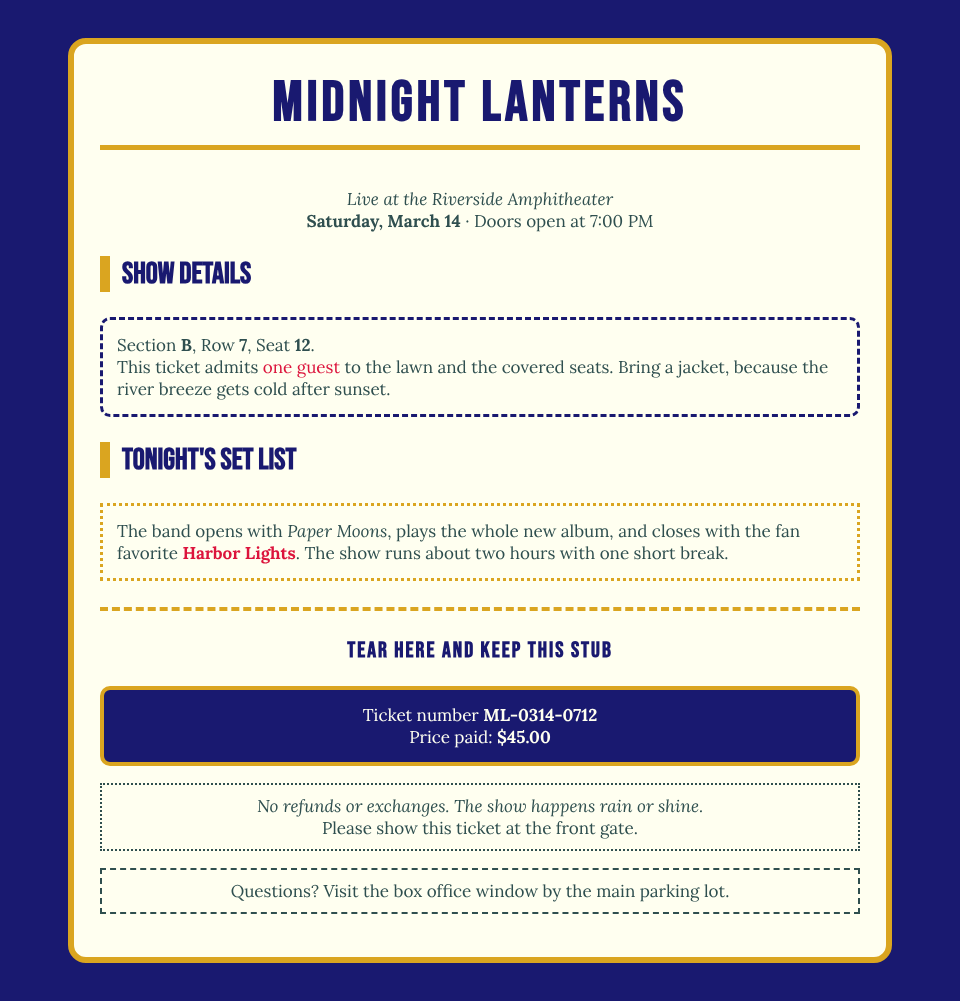 MIDNIGHT LANTERNS
Live at the Riverside Amphitheater
Saturday, March 14 · Doors open at 7:00 PM
SHOW DETAILS
Section B, Row 7, Seat 12.
This ticket admits one guest to the lawn and the covered seats. Bring a jacket, because the
river breeze gets cold after sunset.
TONIGHT'S SET LIST
The band opens with Paper Moons, plays the whole new album, and closes with the fan
favorite Harbor Lights. The show runs about two hours with one short break.
TEAR HERE AND KEEP THIS STUB
Ticket number ML-0314-0712
Price paid: $45.00
No refunds or exchanges. The show happens rain or shine.
Please show this ticket at the front gate.
Questions? Visit the box office window by the main parking lot.